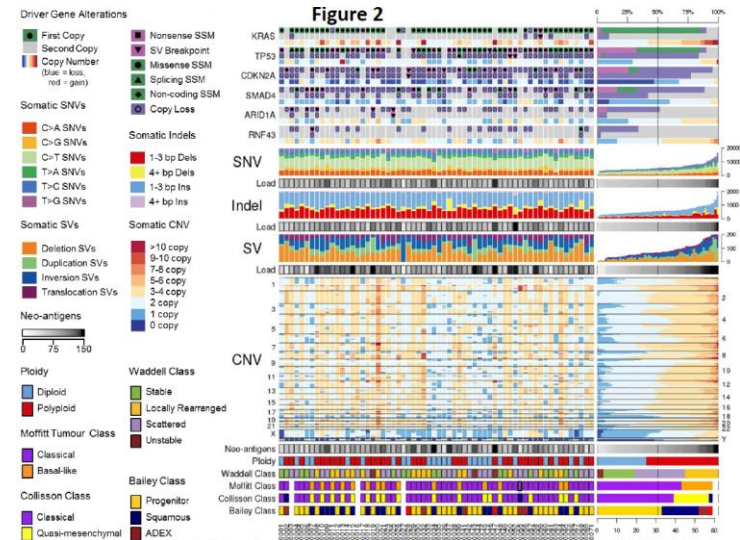 Figure 2
Driver Gene Alterations
First Copy
Second Copy
Copy Number
(blue = loss,
red = gain)
Nonsense SSM
SV Breakpoint
Missense SSM
Splicing SSM
Non-coding SSM
Copy Loss
Somatic SNVs
C>A SNVs
C>G SNVs
C>T SNVs
T>A SNVs
T>C SNVs
T>G SNVs
Somatic Indels
1-3 bp Dels
4+ bp Dels
1-3 bp Ins
4+ bp Ins
Somatic SVs
Deletion SVs
Duplication SVs
Inversion SVs
Translocation SVs
Somatic CNV
>10 copy
9-10 copy
7-8 copy
5-6 copy
3-4 copy
2 copy
1 copy
0 copy
Neo-antigens
0 75 150
Ploidy
Diploid
Polyploid
Waddell Class
Stable
Locally Rearranged
Scattered
Unstable
Moffitt Tumour Class
Classical
Basal-like
Collisson Class
Classical
Quasi-mesenchymal
Bailey Class
Progenitor
Squamous
ADEX
0 25% 50% 75% 100%
KRAS
TP53
CDKN2A
SMAD4
ARID1A
RNF43
SNV
20000
10000
0
Load
Indel
2000
1000
0
Load
SV
200
100
0
Load
CNV
1
3
5
7
9
11
13
15
17
19
21
X
2
4
6
8
10
12
14
16
18
20
22
Y
Neo-antigens
Ploidy
Waddell Class
Moffitt Class
Collison Class
Bailey Class